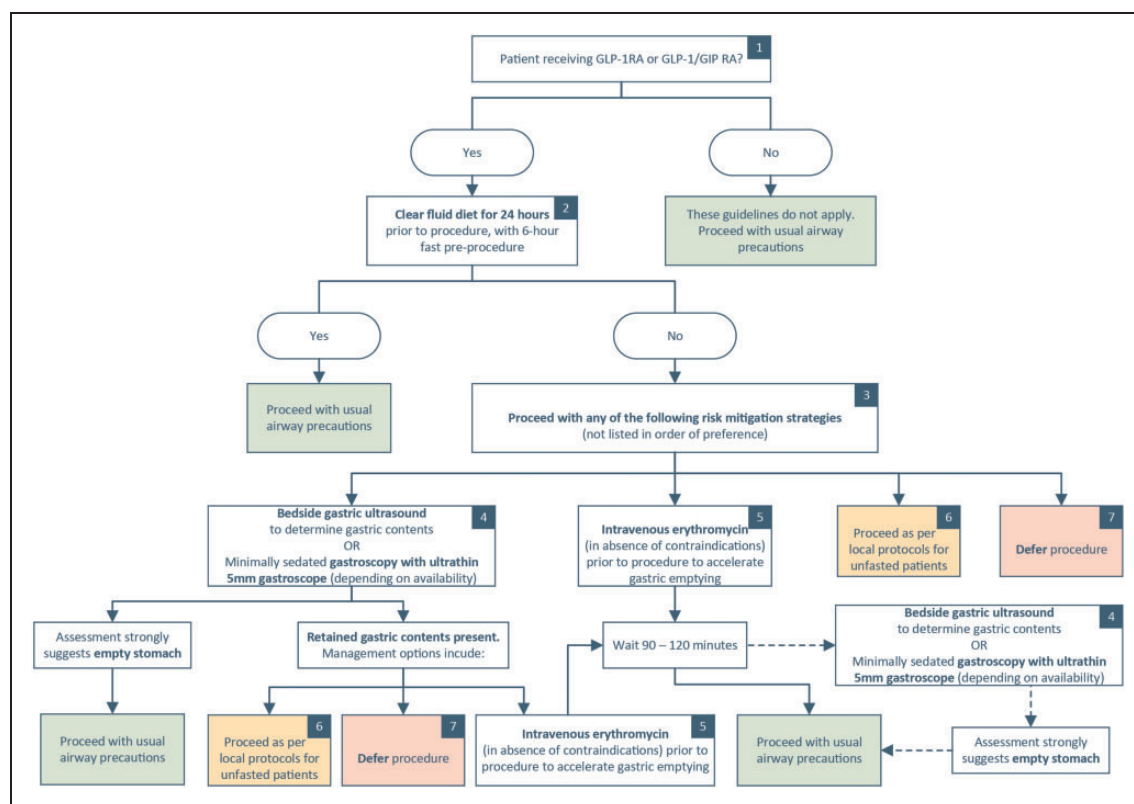 1
Patient receiving GLP-1RA or GLP-1/GIP RA?
Yes
No
2
Clear fluid diet for 24 hours
prior to procedure, with 6-hour
fast pre-procedure
These guidelines do not apply.
Proceed with usual airway
precautions
Yes
No
Proceed with usual
airway precautions
3
Proceed with any of the following risk mitigation strategies
(not listed in order of preference)
4
Bedside gastric ultrasound
to determine gastric contents
OR
Minimally sedated gastroscopy with ultrathin
5mm gastroscope (depending on availability)
5
Intravenous erythromycin
(in absence of contraindications)
prior to procedure to accelerate
gastric emptying
6
Proceed as per
local protocols for
unfasted patients
7
Defer procedure
Assessment strongly
suggests empty stomach
Retained gastric contents present.
Management options include:
Wait 90 – 120 minutes
4
Bedside gastric ultrasound
to determine gastric contents
OR
Minimally sedated gastroscopy with ultrathin
5mm gastroscope (depending on availability)
Proceed with usual
airway precautions
6
Proceed as per
local protocols for
unfasted patients
7
Defer procedure
5
Intravenous erythromycin
(in absence of contraindications) prior to
procedure to accelerate gastric emptying
Proceed with usual
airway precautions
Assessment strongly
suggests empty stomach